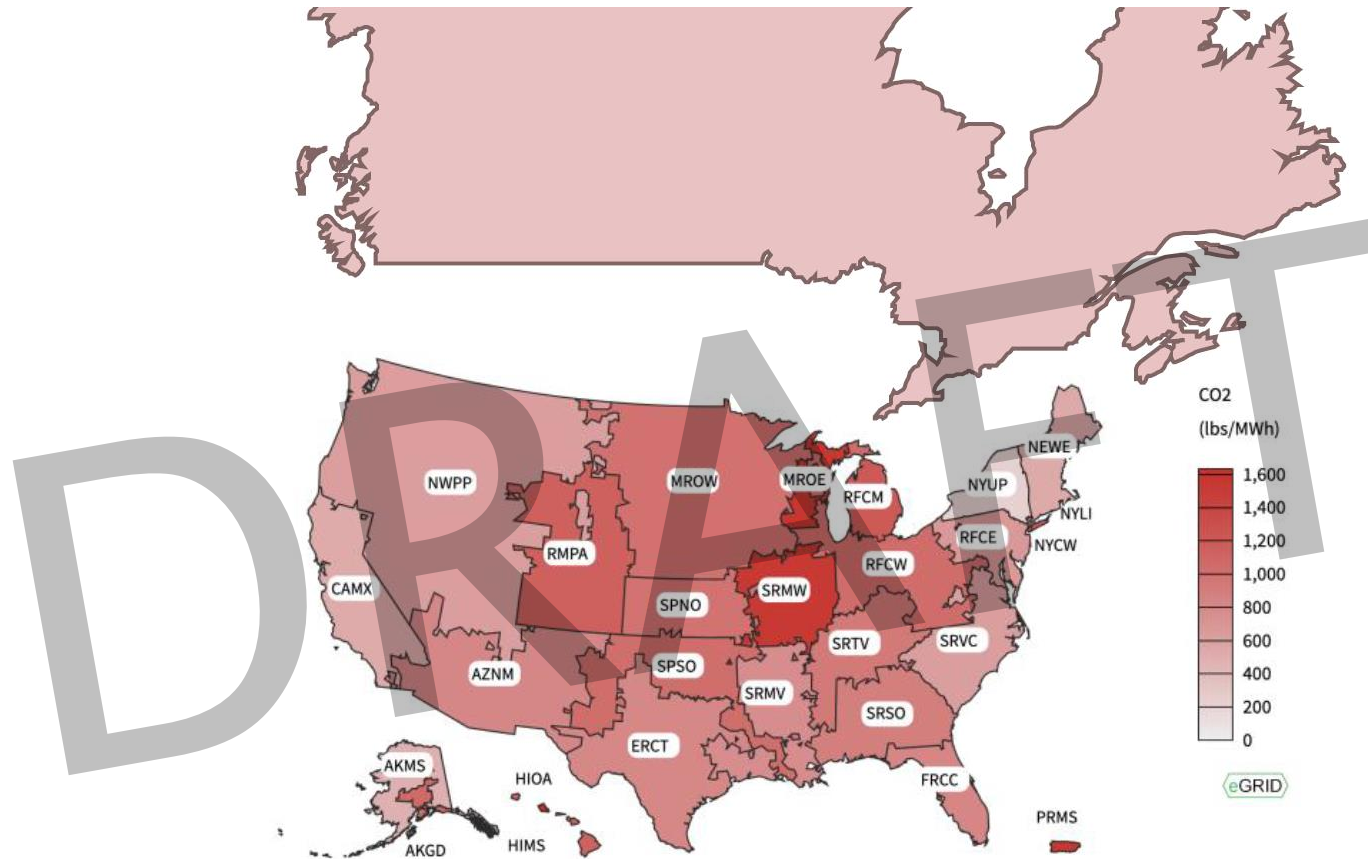 DRAFT
CO2
(lbs/MWh)
1,600
1,400
1,200
1,000
800
600
400
200
0
eGRID
NEWE
NWPP
MROW
MROE
RFCM
NYUP
NYLI
NYCW
RFCE
RMPA
RFCW
CAMX
SRMW
SPNO
SRTV
SRVC
AZNM
SPSO
SRMV
SRSO
ERCT
AKMS
HIOA
FRCC
PRMS
HIMS
AKGD